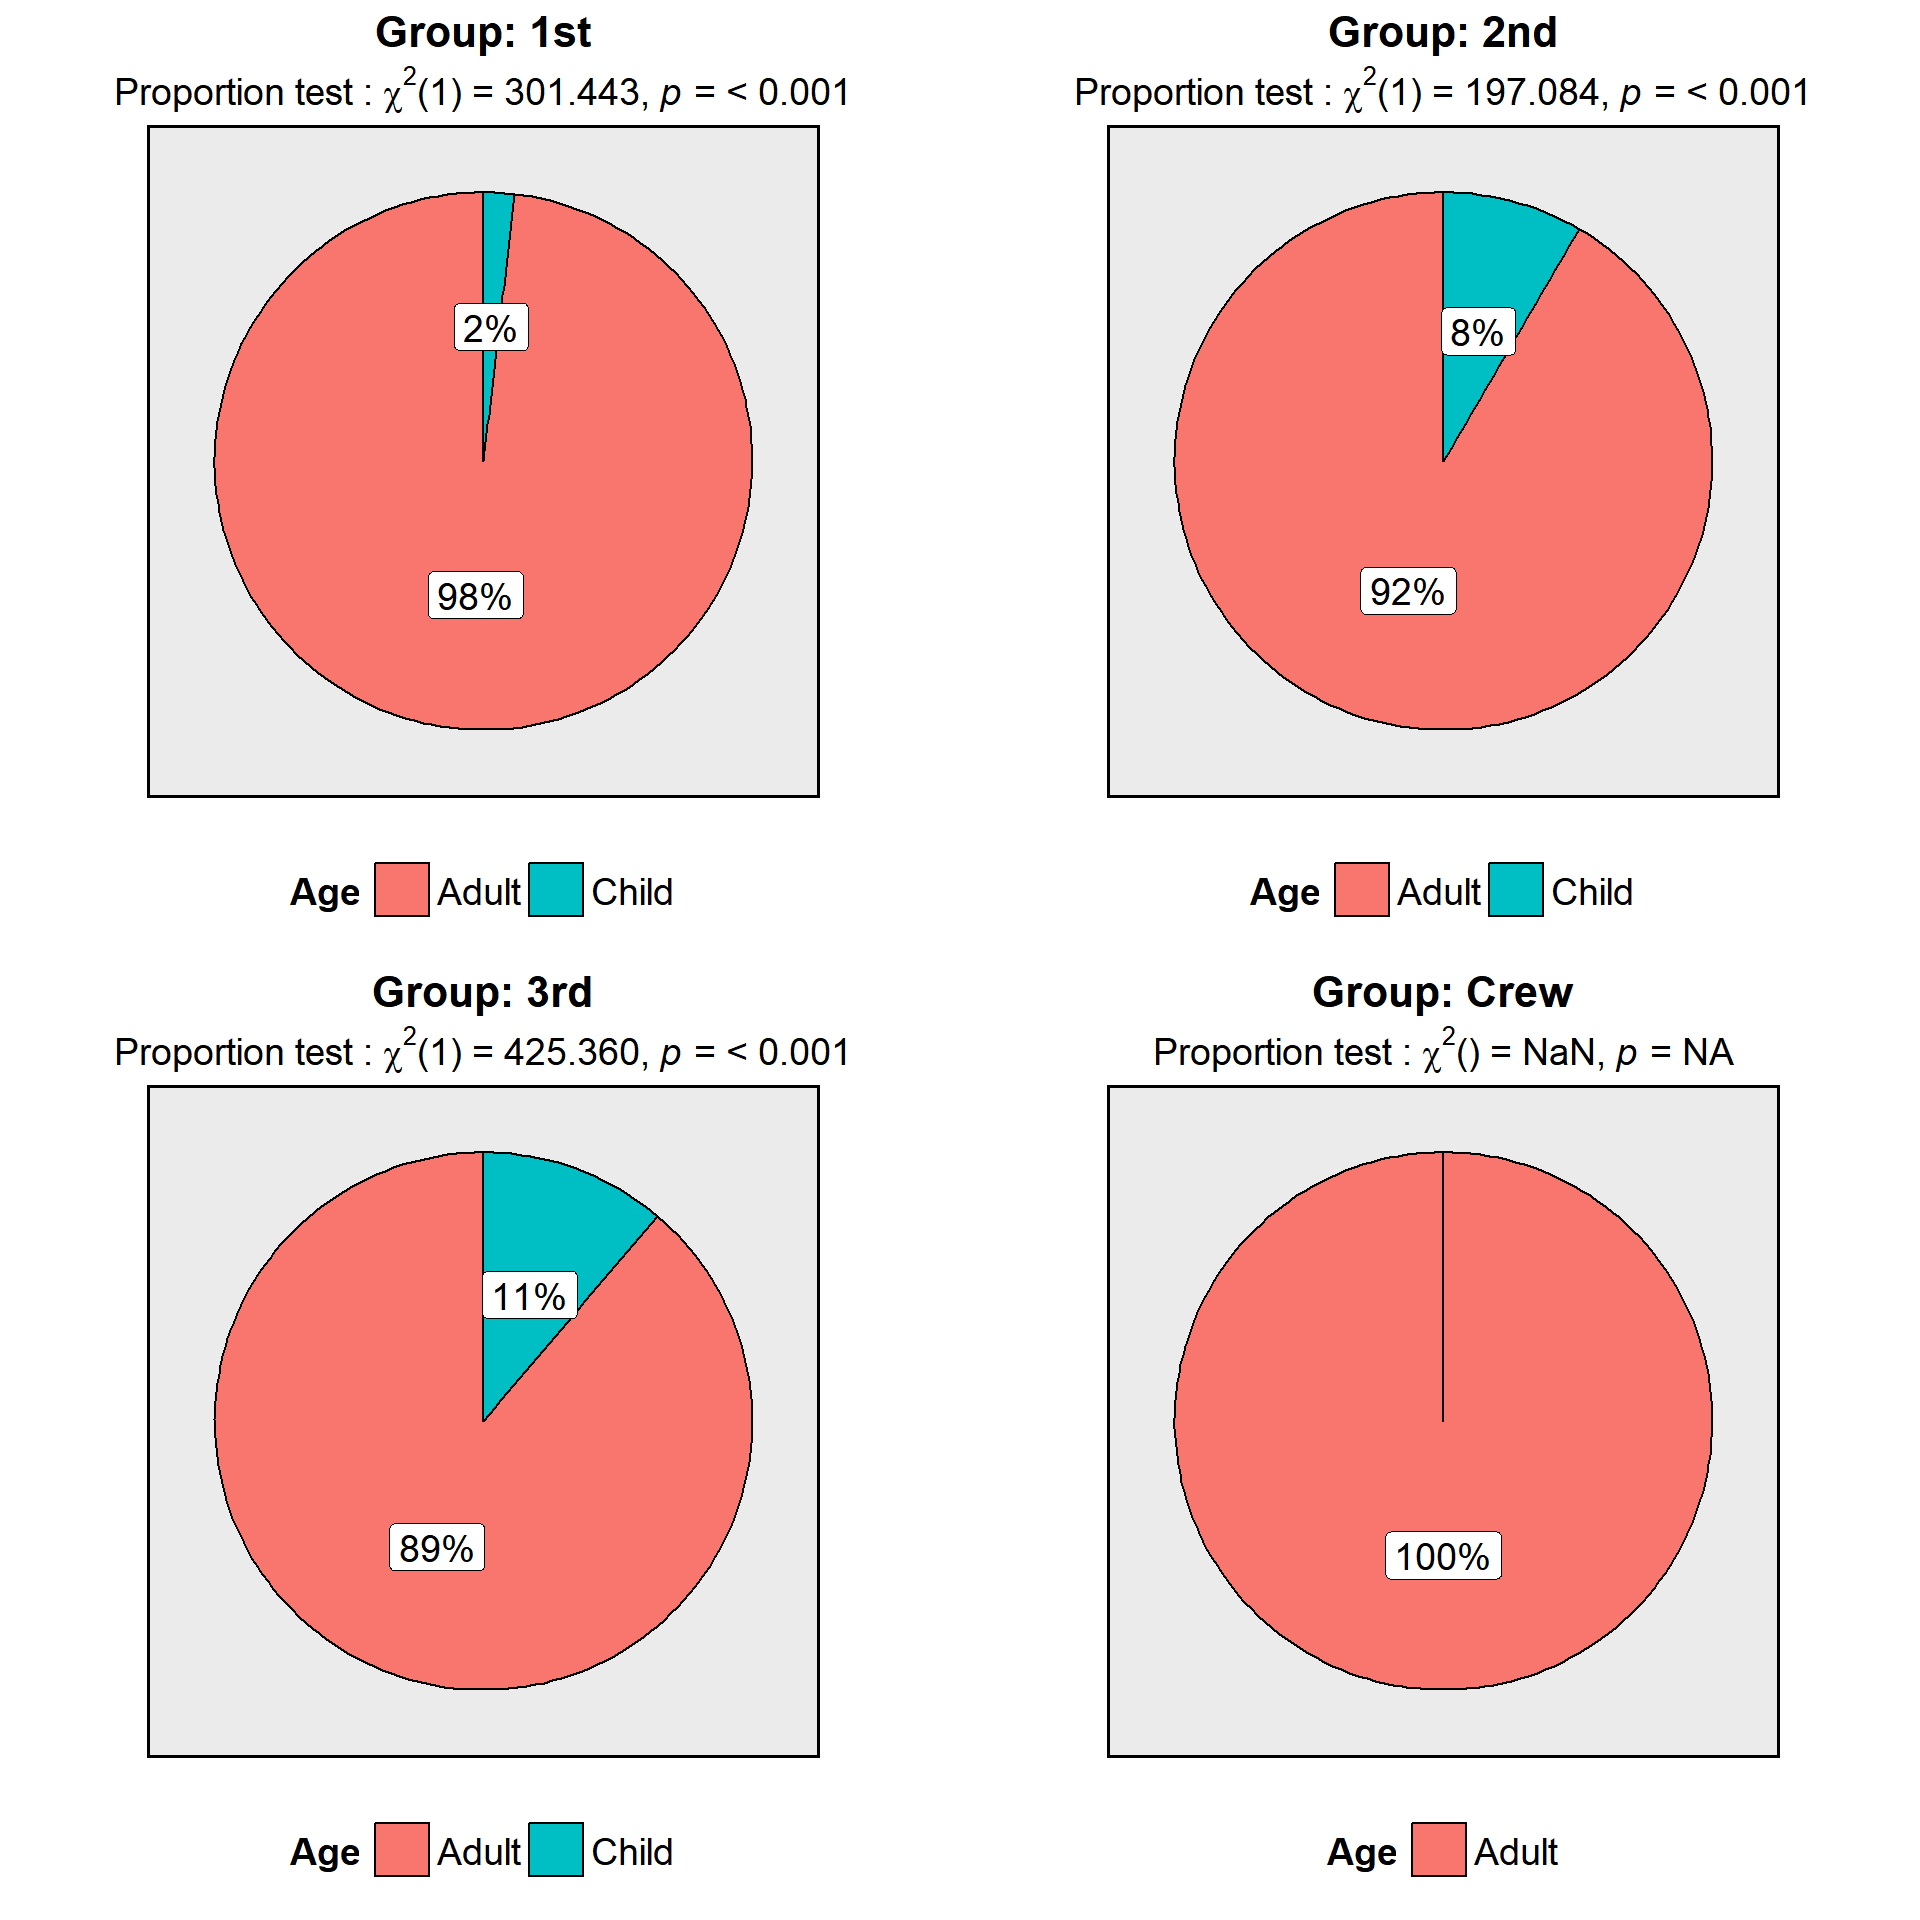 Group: 1st
Proportion test : χ²(1) = 301.443, p = < 0.001
2%
98%
Age Adult Child
Group: 2nd
Proportion test : χ²(1) = 197.084, p = < 0.001
8%
92%
Age Adult Child
Group: 3rd
Proportion test : χ²(1) = 425.360, p = < 0.001
11%
89%
Age Adult Child
Group: Crew
Proportion test : χ²() = NaN, p = NA
100%
Age Adult